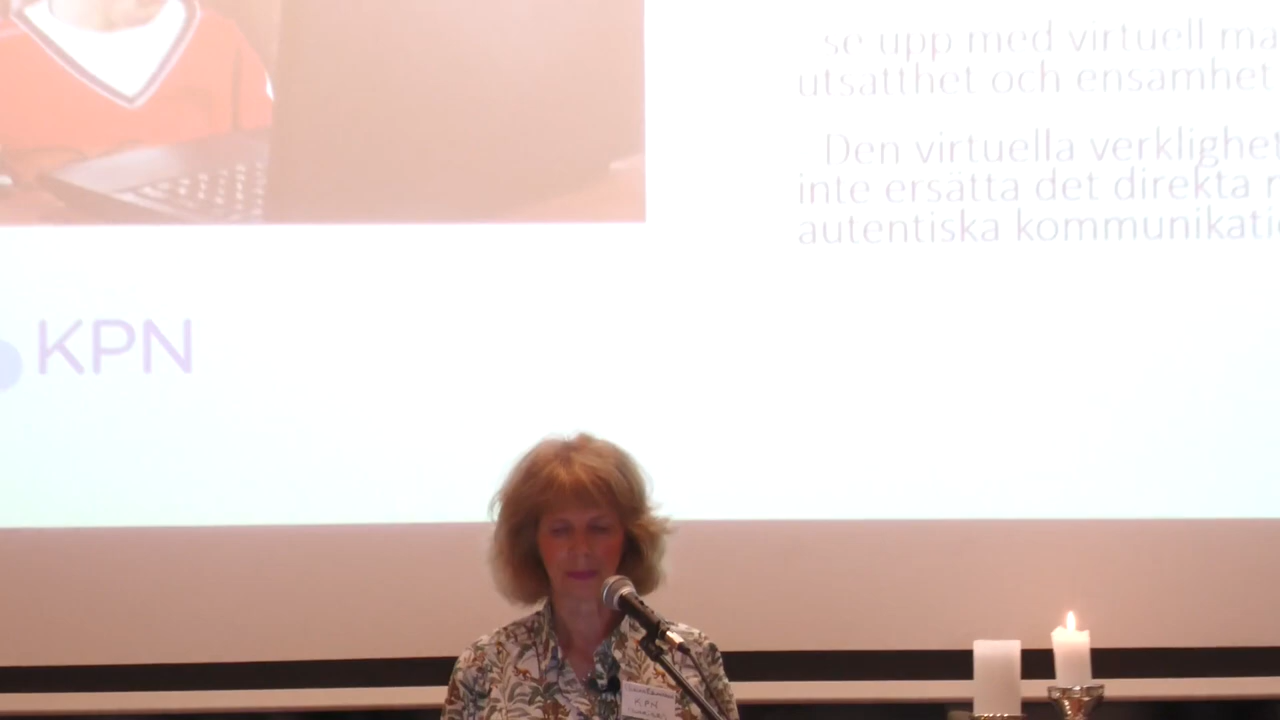 se upp med virtuell
utsatthet och ensamhet
Den virtuella
inte ersätta det direkta
autentiska
KPN
KPN